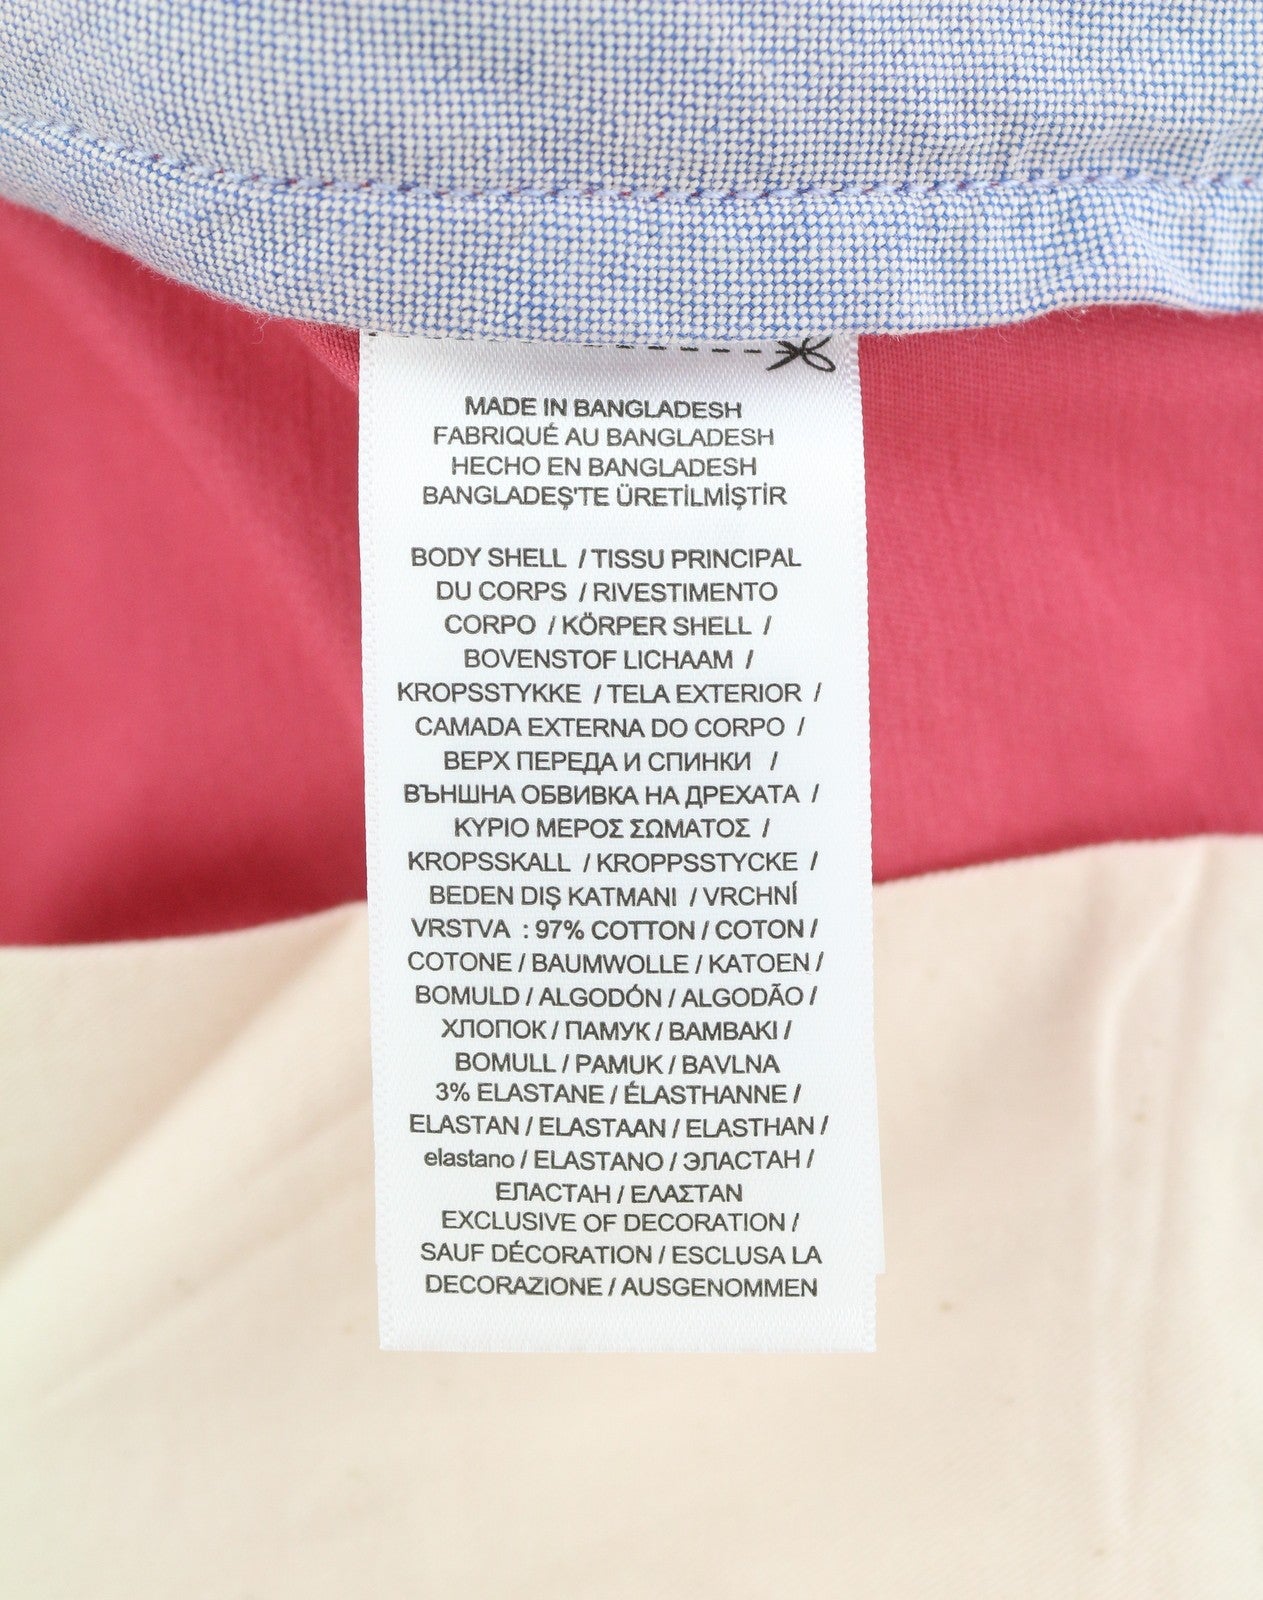 MADE IN BANGLADESH
FABRIQUÉ AU BANGLADESH
HECHO EN BANGLADESH
BANGLADEŞ'TE ÜRETİLMİŞTİR
BODY SHELL / TISSU PRINCIPAL
DU CORPS / RIVESTIMENTO
CORPO / KÖRPER SHELL /
BOVENSTOF LICHAAM /
KROPSSTYKKE / TELA EXTERIOR /
CAMADA EXTERNA DO CORPO /
ВЕРХ ПЕРЕДА И СПИНКИ /
ВЪНШНА ОБВИВКА НА ДРЕХАТА /
ΚΥΡΙΟ ΜΕΡΟΣ ΣΩΜΑΤΟΣ /
KROPSSKALL / KROPPSSTYCKE /
BEDEN DIŞ KATMANI / VRCHNÍ
VRSTVA : 97% COTTON / COTON /
COTONE / BAUMWOLLE / KATOEN /
BOMULD / ALGODÓN / ALGODÃO /
ХЛОПОК / ПАМУК / ΒΑΜΒΑΚΙ /
BOMULL / PAMUK / BAVLNA
3% ELASTANE / ÉLASTHANNE /
ELASTAN / ELASTAAN / ELASTHAN /
elastano / ELASTANO / ЭЛАСТАН /
ЕЛАСТАН / ΕΛΑΣΤΑΝ
EXCLUSIVE OF DECORATION /
SAUF DÉCORATION / ESCLUSA LA
DECORAZIONE / AUSGENOMMEN